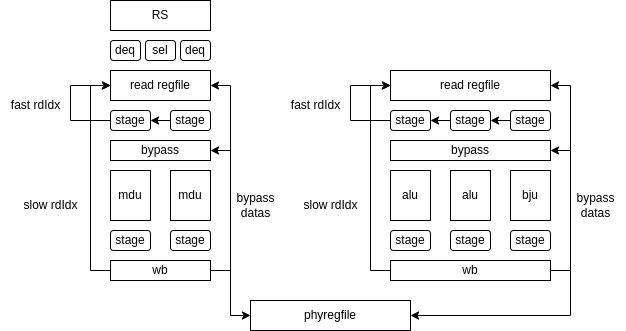 RS
deq sel deq
read regfile
read regfile
fast rdIdx
stage stage
fast rdIdx
stage stage stage
bypass
bypass
mdu mdu
alu alu bju
slow rdIdx
bypass
datas
slow rdIdx
bypass
datas
stage stage
stage stage stage
wb
wb
phyregfile